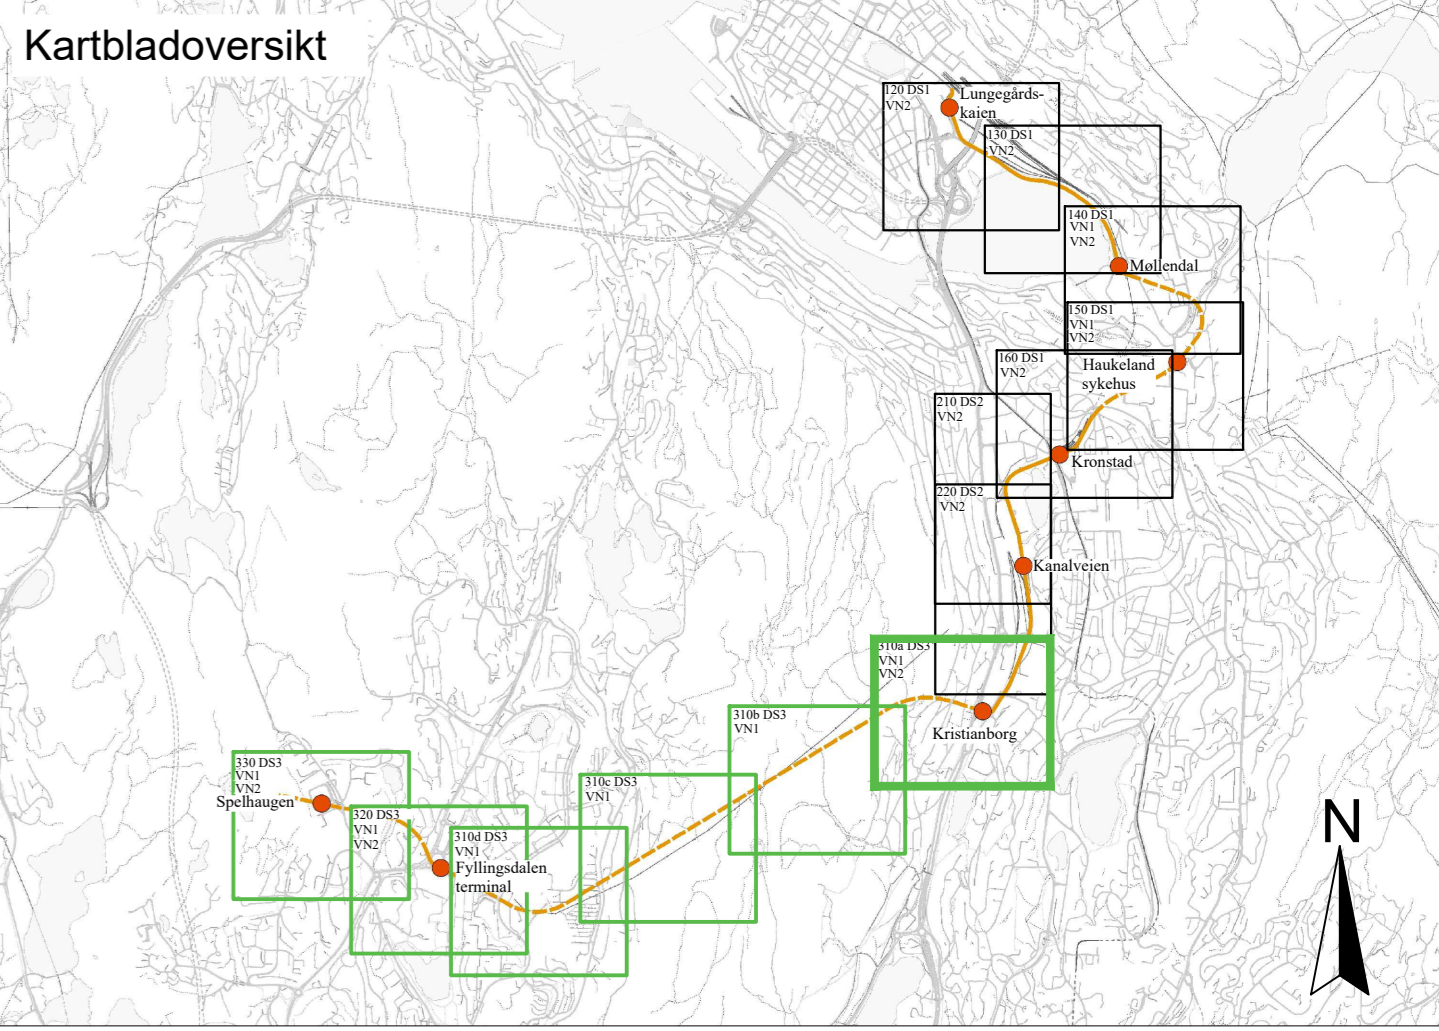 Kartbladoversikt
120 DS1
VN2
Lungegårds-
kaien
130 DS1
VN2
140 DS1
VN1
VN2
Møllendal
150 DS1
VN1
VN2
160 DS1
VN2
Haukeland
sykehus
210 DS2
VN2
Kronstad
220 DS2
VN2
Kanalveien
310a DS3
VN1
VN2
Kristianborg
310b DS3
VN1
310c DS3
VN1
330 DS3
VN1
VN2
Spelhaugen
320 DS3
VN1
VN2
310d DS3
VN1
Fyllingsdalen
terminal
N